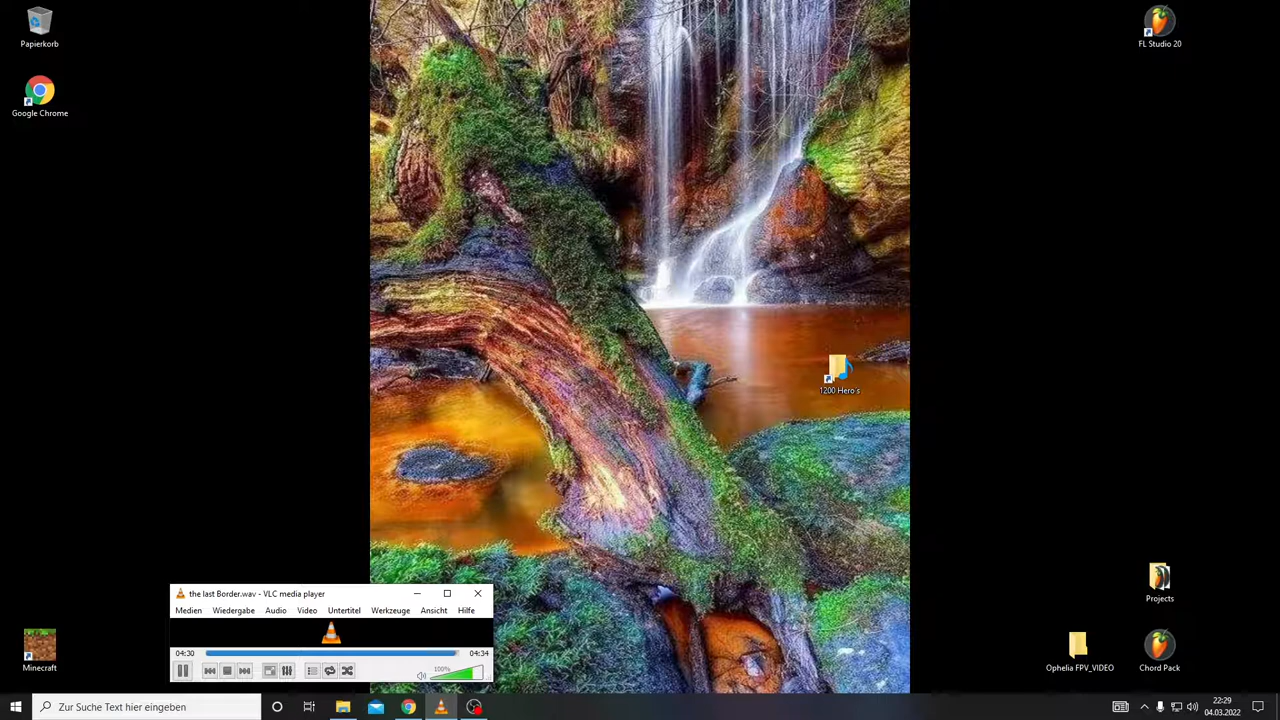 Papierkorb
Google Chrome
FL Studio 20
1200 Hero´s
Projects
Minecraft
Ophelia FPV_VIDEO
Chord Pack
the last Border.wav - VLC media player
Medien Wiedergabe Audio Video Untertitel Werkzeuge Ansicht Hilfe
04:30 04:34
100%
Zur Suche Text hier eingeben
22:29
04.03.2022